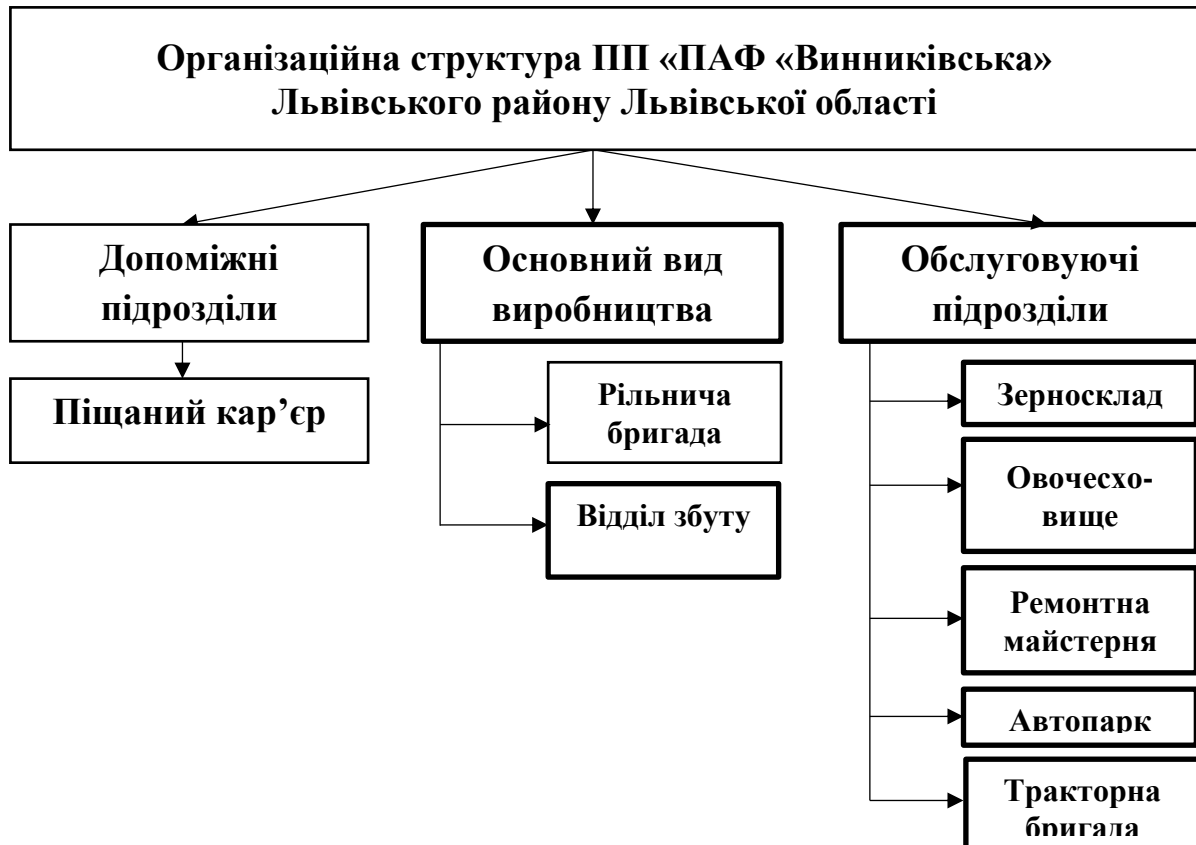 Організаційна структура ПП «ПАФ «Винниківська»
Львівського району Львівської області
Допоміжні
підрозділи
Піщаний кар’єр
Основний вид
виробництва
Рільнича
бригада
Відділ збуту
Обслуговуючі
підрозділи
Зерносклад
Овочесхо-
вище
Ремонтна
майстерня
Автопарк
Тракторна
бригада